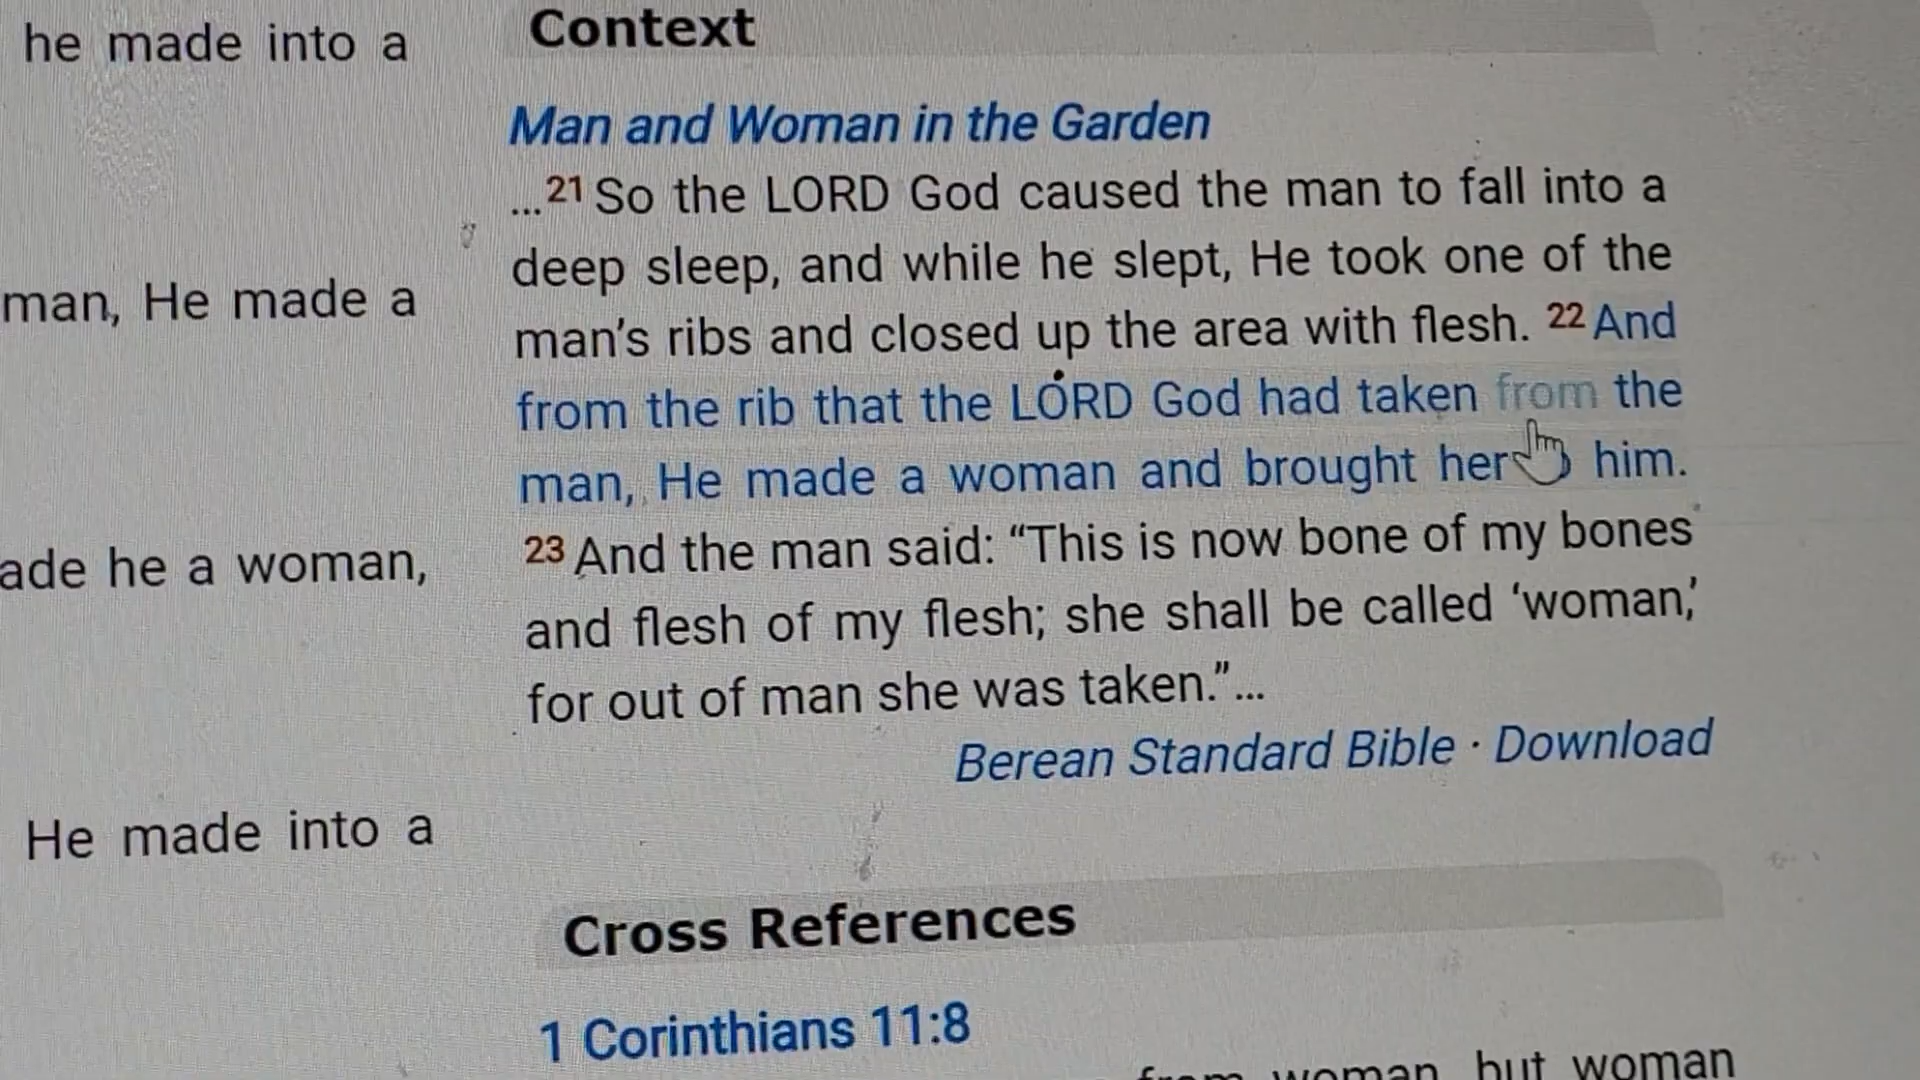 he made into a
man, He made a
ade he a woman,
He made into a
Context
Man and Woman in the Garden
...21 So the LORD God caused the man to fall into a
deep sleep, and while he slept, He took one of the
man's ribs and closed up the area with flesh. 22 And
from the rib that the LORD God had taken from the
man, He made a woman and brought her him.
23 And the man said: “This is now bone of my bones
and flesh of my flesh; she shall be called ‘woman,’
for out of man she was taken.”...
Berean Standard Bible · Download
Cross References
1 Corinthians 11:8
from woman, but woman